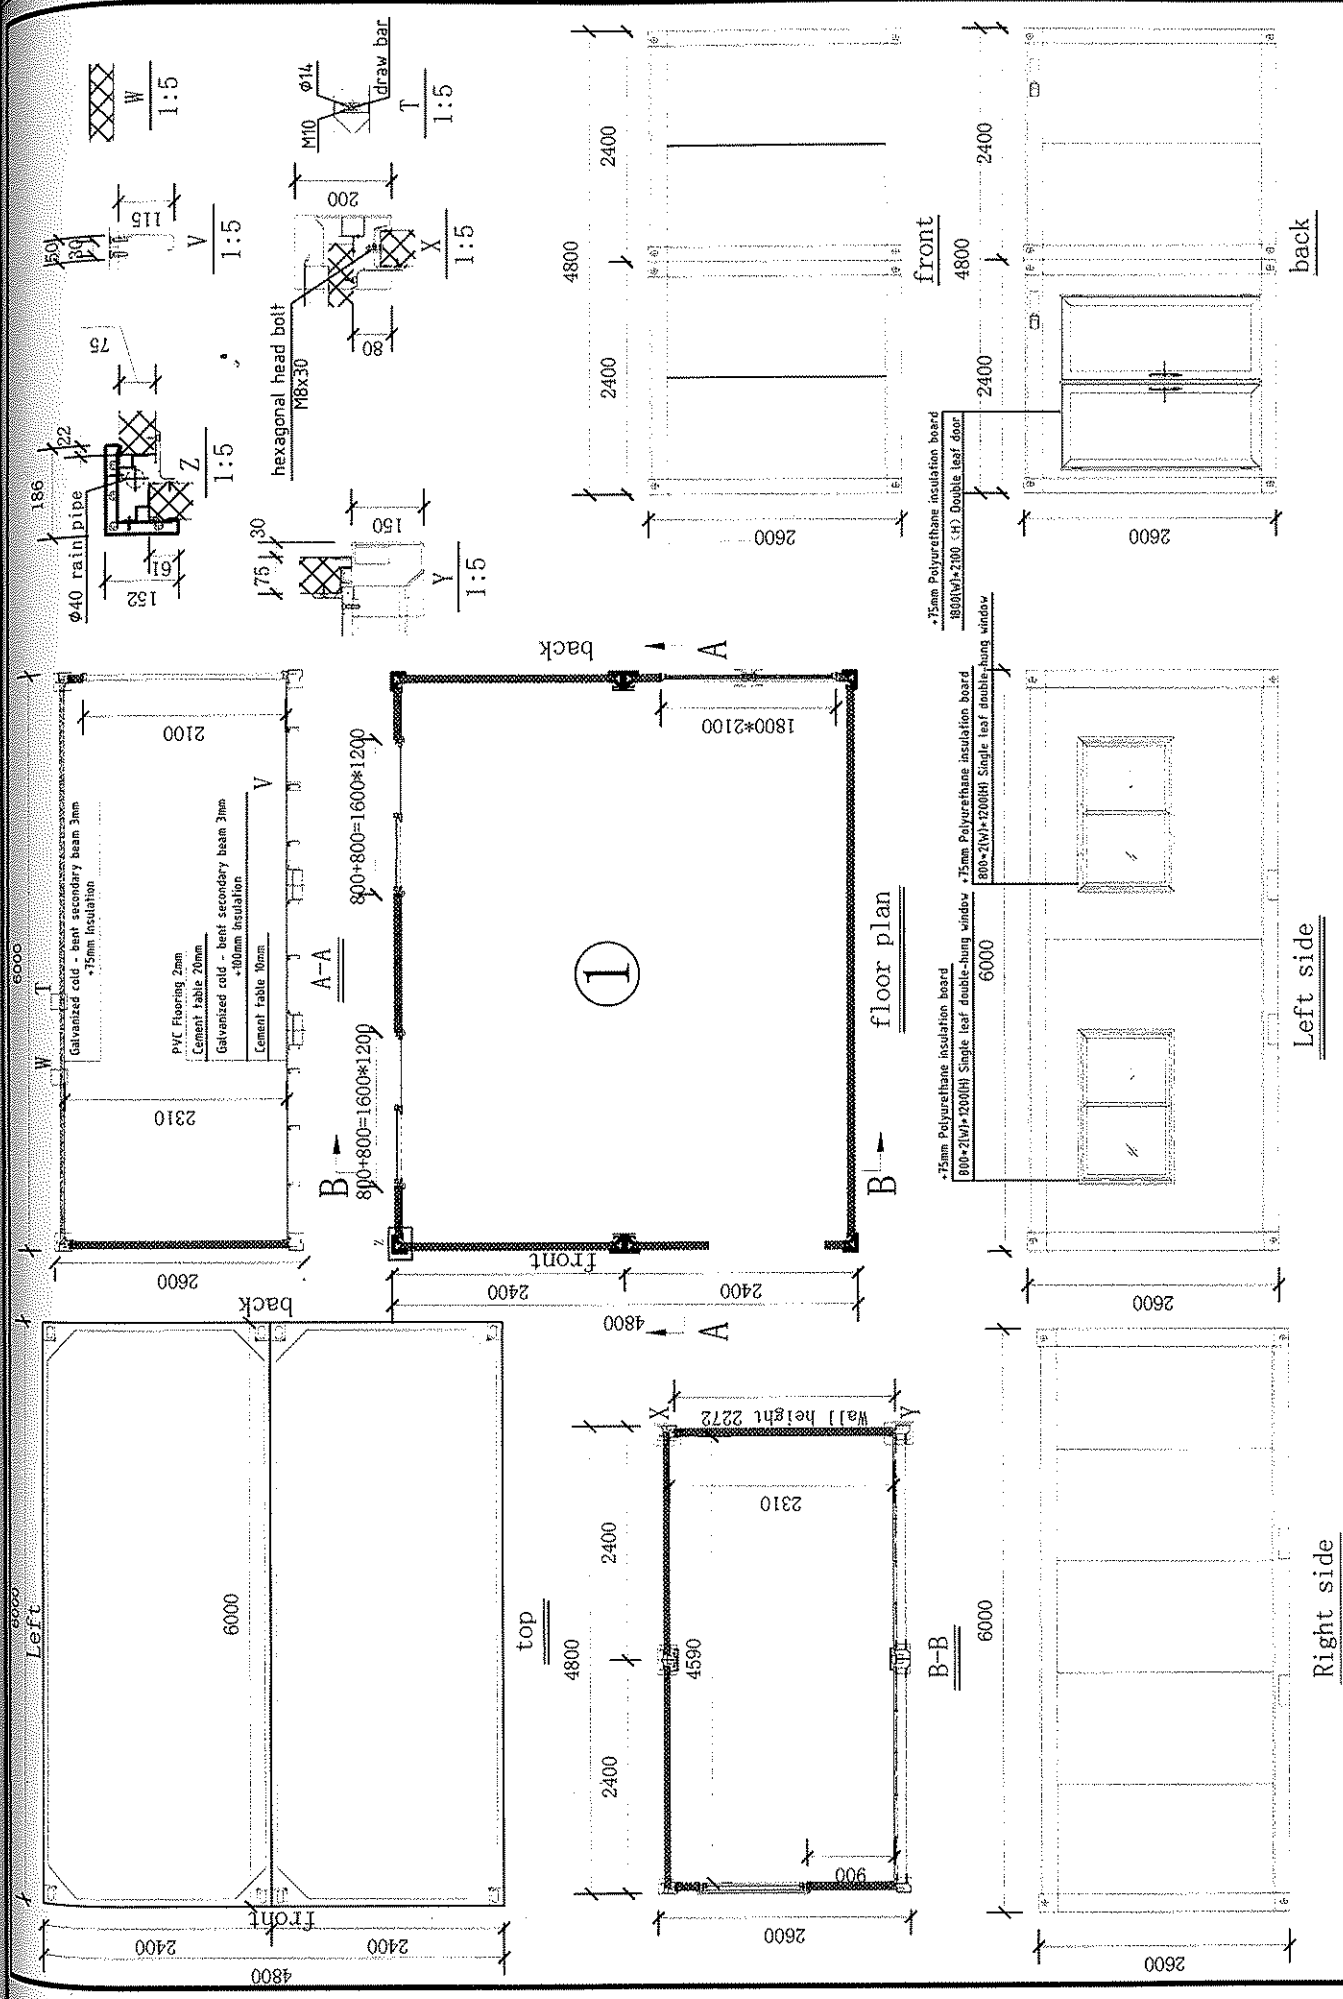 6000
Left
6000
back
front
2400
2400
4800
top
6000
Galvanized cold - bent secondary beam 3mm
+75mm Insulation
PVC Flooring 2mm
Cement table 20mm
Galvanized cold - bent secondary beam 3mm
+100mm Insulation
Cement table 10mm
W
T
V
2310
2100
2600
A-A
Φ40 rain pipe
186
22
75
152
61
Z
1:5
50
30
115
V
1:5
W
1:5
hexagonal head bolt
M8x30
200
80
X
1:5
M10
Φ14
draw bar
T
1:5
75
30
150
Y
1:5
B
B
800+800=1600*1200
800+800=1600*1200
1800*2100
back
front
Z
1
A
A
2400
2400
4800
floor plan
4800
2400
2400
4590
X
Y
Wall height 2272
2310
900
2600
B-B
4800
2400
2400
2600
front
+75mm Polyurethane insulation board
1800(W)*2100 (H) Double leaf door
4800
2400
2400
2600
back
+75mm Polyurethane insulation board
800*2(W)*1200(H) Single leaf double-hung window
+75mm Polyurethane insulation board
800*2(W)*1200(H) Single leaf double-hung window
6000
2600
Left side
6000
2600
Right side